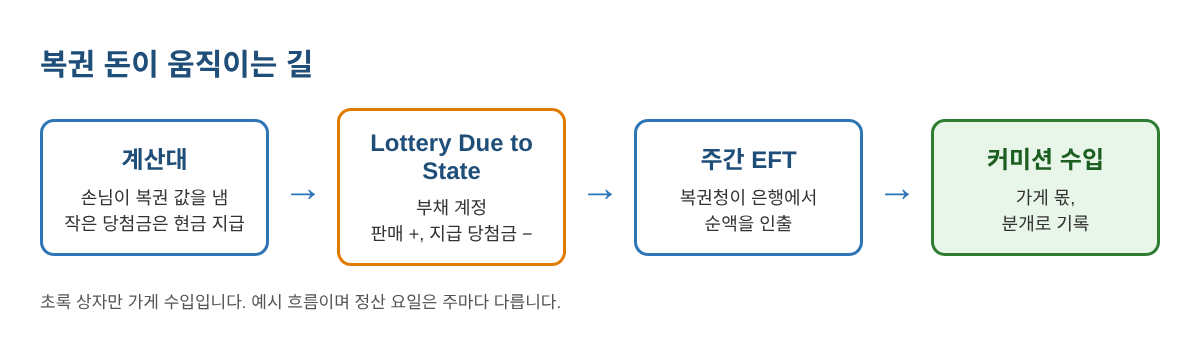 복권 돈이 움직이는 길
계산대
손님이 복권 값을 냄
작은 당첨금은 현금 지급
→
Lottery Due to
State
부채 계정
판매 +, 지급 당첨금 −
→
주간 EFT
복권청이 은행에서
순액을 인출
→
커미션 수입
가게 몫,
분개로 기록
초록 상자만 가게 수입입니다. 예시 흐름이며 정산 요일은 주마다 다릅니다.